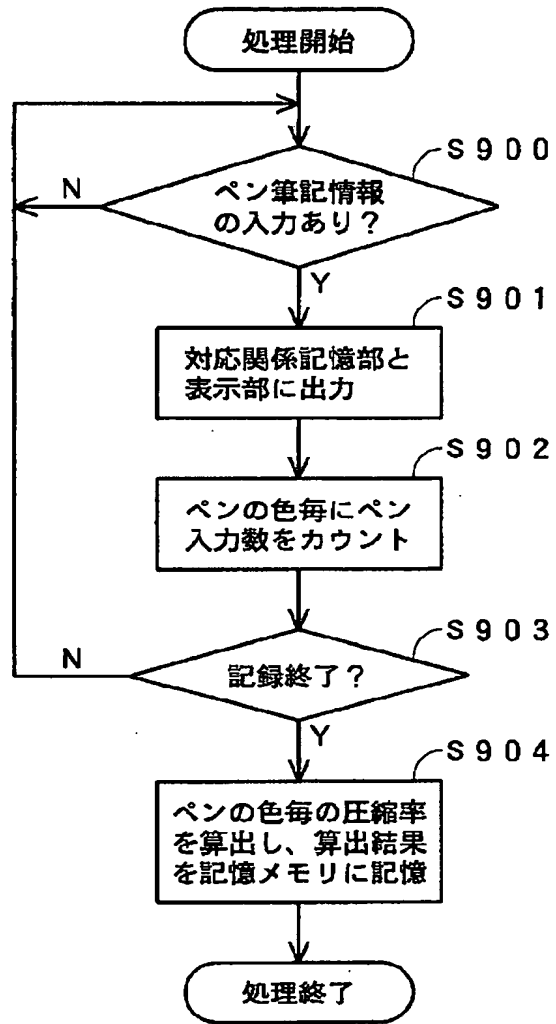 処理開始
S900
N
ペン筆記情報
の入力あり？
Y
S901
対応関係記憶部と
表示部に出力
S902
ペンの色毎にペン
入力数をカウント
S903
N
記録終了？
Y
S904
ペンの色毎の圧縮率
を算出し、算出結果
を記憶メモリに記憶
処理終了